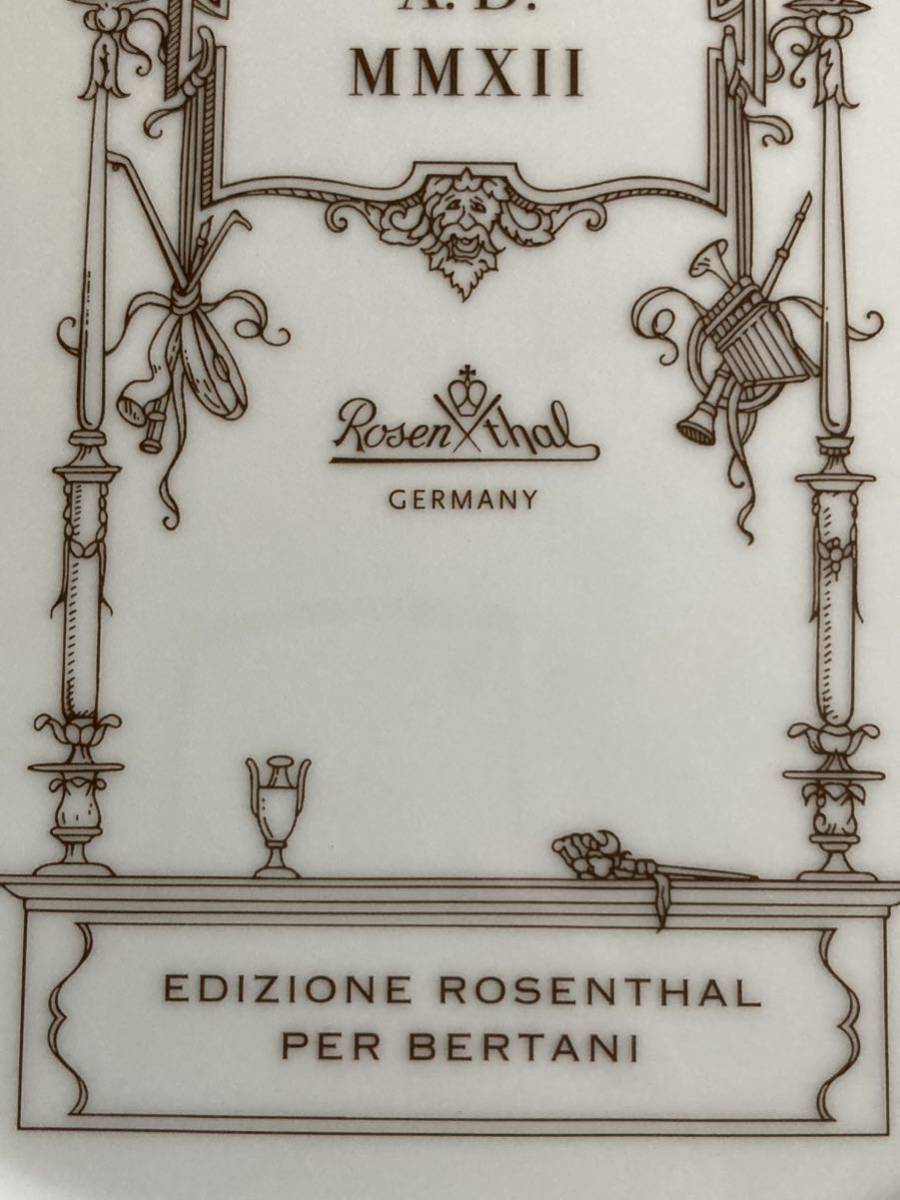 A. D.
MMXII
Rosenthal
GERMANY
EDIZIONE ROSENTHAL
PER BERTANI